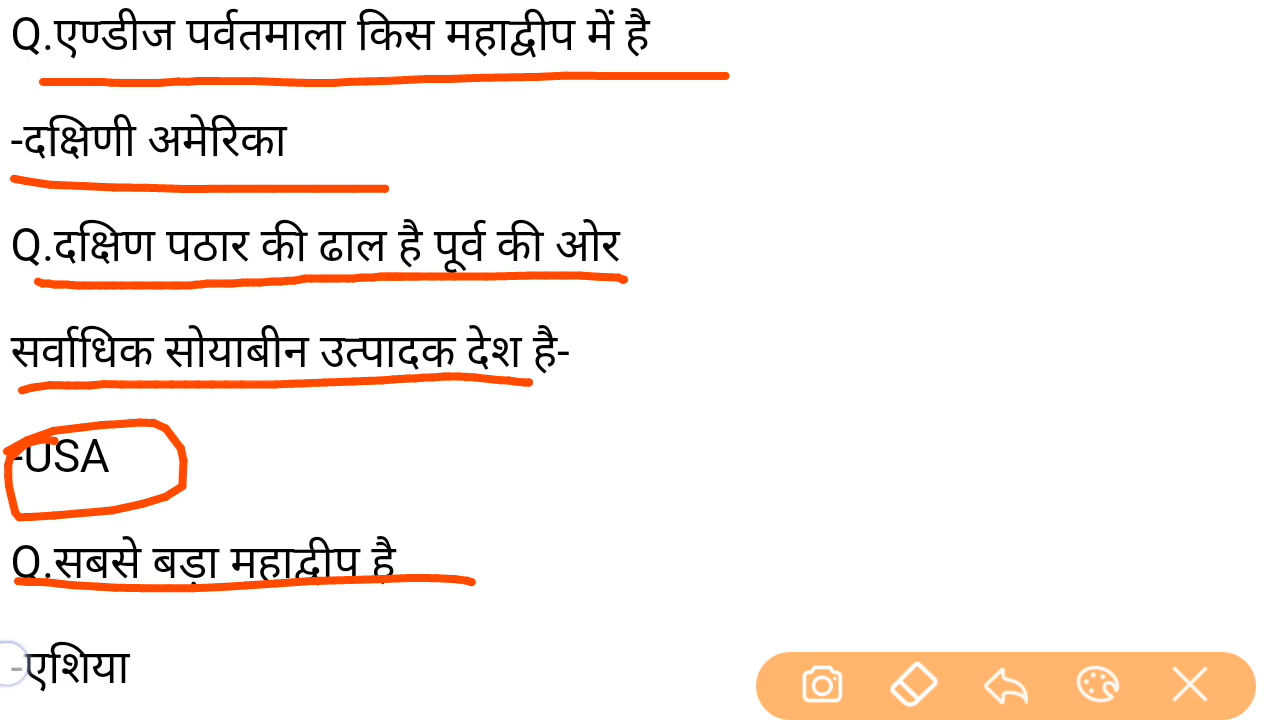 Q.एण्डीज पर्वतमाला किस महाद्वीप में है
-दक्षिणी अमेरिका
Q.दक्षिण पठार की ढाल है पूर्व की ओर
सर्वाधिक सोयाबीन उत्पादक देश है-
-USA
Q.सबसे बड़ा महाद्वीप है
-एशिया